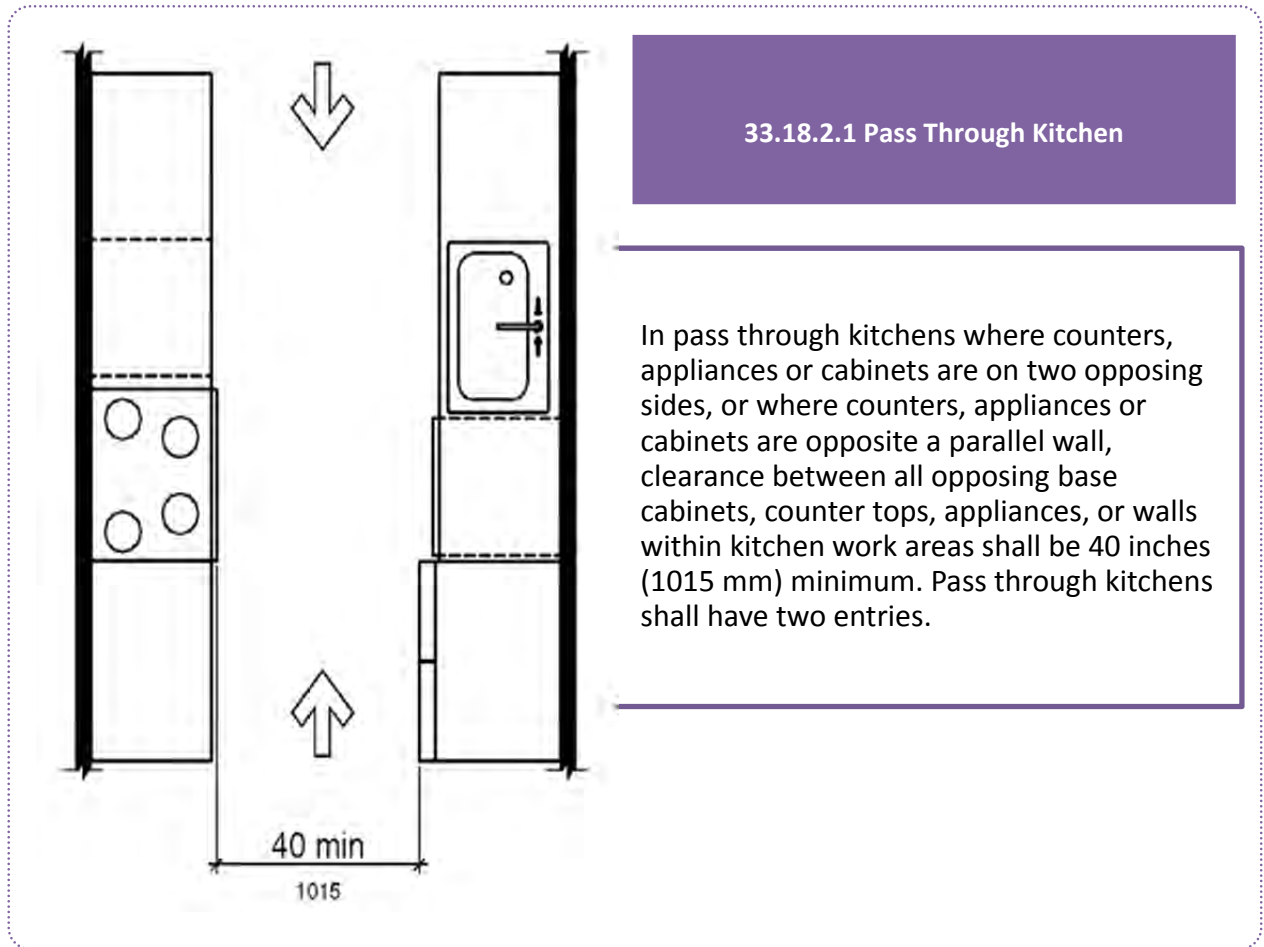 33.18.2.1 Pass Through Kitchen
In pass through kitchens where counters,
appliances or cabinets are on two opposing
sides, or where counters, appliances or
cabinets are opposite a parallel wall,
clearance between all opposing base
cabinets, counter tops, appliances, or walls
within kitchen work areas shall be 40 inches
(1015 mm) minimum. Pass through kitchens
shall have two entries.
40 min
1015